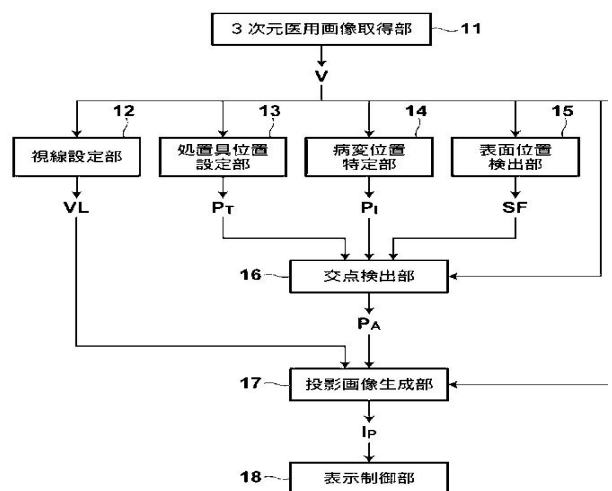 3次元医用画像取得部 11
V
12 13 14 15
視線設定部
処置具位置
設定部
病変位置
特定部
表面位置
検出部
VL PT PI SF
16 交点検出部
PA
17 投影画像生成部
IP
18 表示制御部